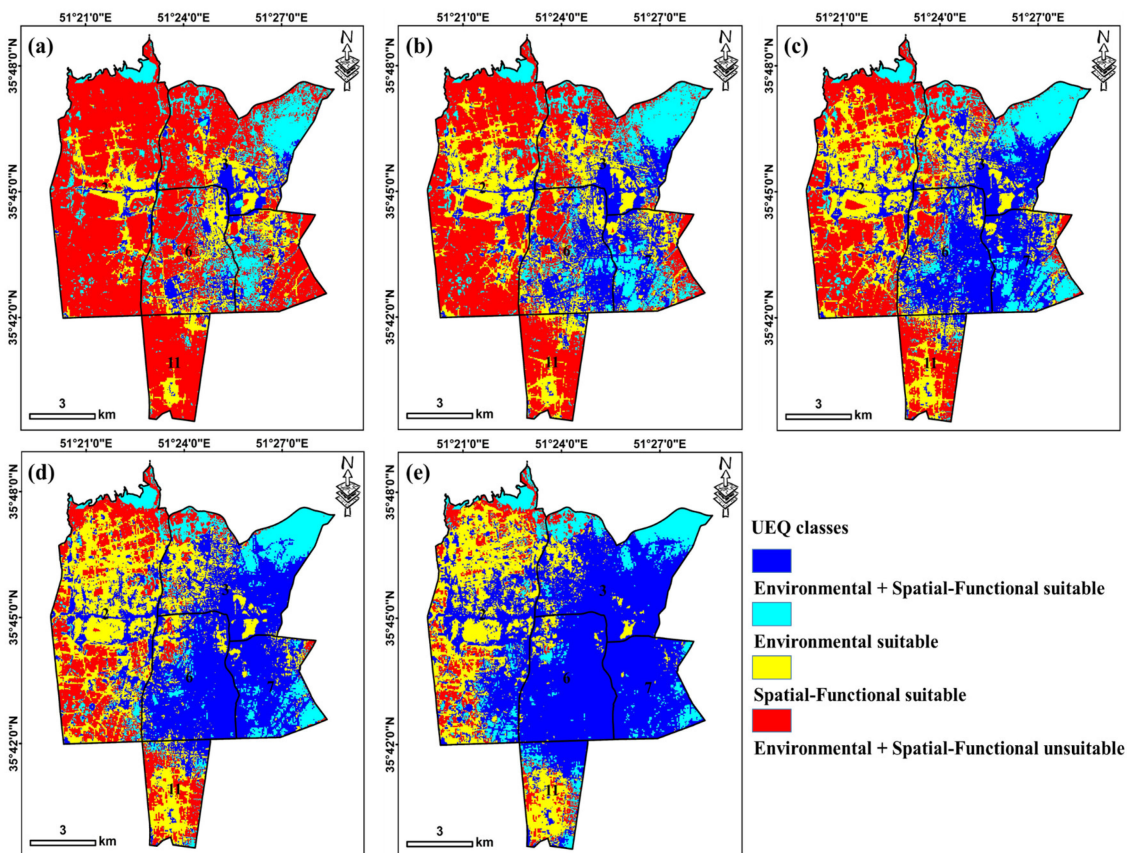 51°21'0"E 51°24'0"E 51°27'0"E 51°21'0"E 51°24'0"E 51°27'0"E 51°21'0"E 51°24'0"E 51°27'0"E
(a) N (b) N (c) N
35°48'0"N 35°48'0"N 35°48'0"N
35°45'0"N 35°45'0"N 35°45'0"N
2 2 2
6 6 6
35°42'0"N 35°42'0"N 35°42'0"N
11 11 11
3 3 3
km km km
51°21'0"E 51°24'0"E 51°27'0"E 51°21'0"E 51°24'0"E 51°27'0"E
(d) N (e) N
35°48'0"N 35°48'0"N
3 3
35°45'0"N 35°45'0"N
2 2
6 7 6 7
35°42'0"N 35°42'0"N
11 11
3 3
km km
UEQ classes
Environmental + Spatial-Functional suitable
Environmental suitable
Spatial-Functional suitable
Environmental + Spatial-Functional unsuitable